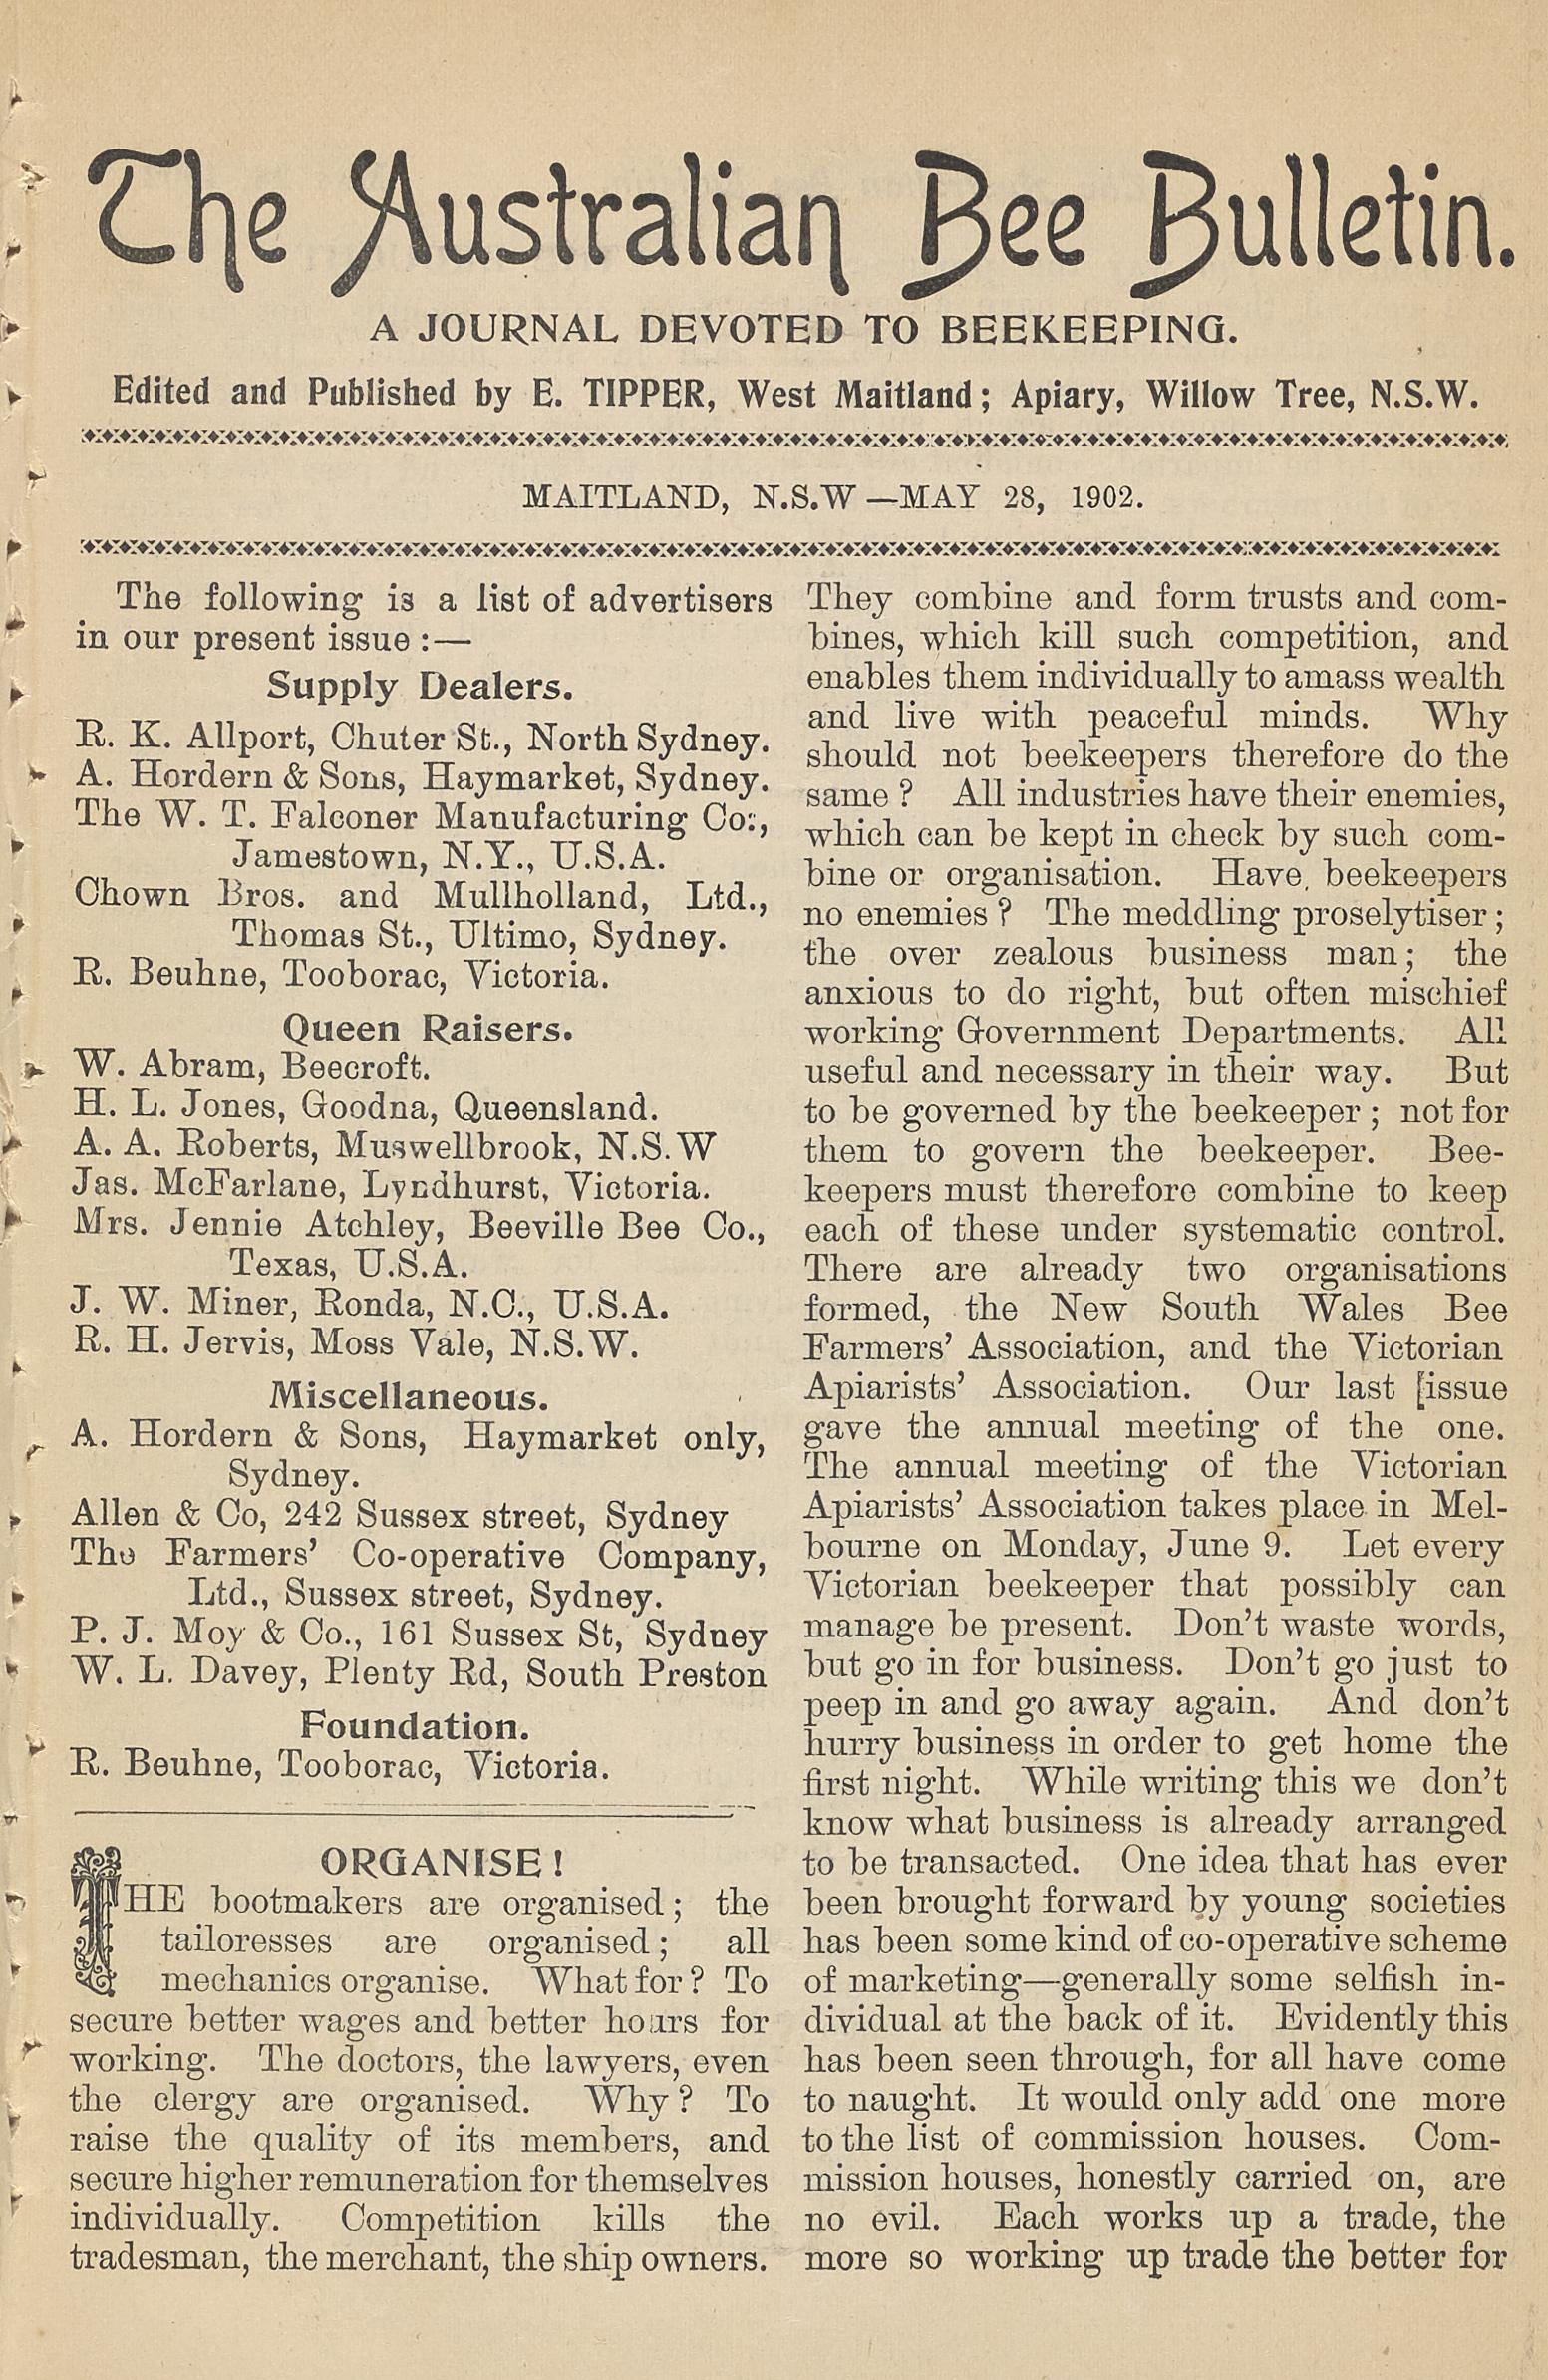 The Australian Bee Bulletin.
A JOURNAL DEVOTED TO BEEKEEPING.
Edited and Published by E. TIPPER, West Maitland; Apiary, Willow Tree, N.S.W.
MAITLAND, N.S.W —MAY 28, 1902.
The following is a list of advertisers
in our present issue :—
Supply Dealers.
R. K. Allport, Chuter St., North Sydney.
A. Hordern & Sons, Haymarket, Sydney.
The W. T. Falconer Manufacturing Co:,
Jamestown, N.Y., U.S.A.
Chown Bros. and Mullholland, Ltd.,
Thomas St., Ultimo, Sydney.
R. Beuhne, Tooborac, Victoria.
Queen Raisers.
W. Abram, Beecroft.
H. L. Jones, Goodna, Queensland.
A. A. Roberts, Muswellbrook, N.S.W
Jas. McFarlane, Lyndhurst, Victoria.
Mrs. Jennie Atchley, Beeville Bee Co.,
Texas, U.S.A.
J. W. Miner, Ronda, N.C., U.S.A.
R. H. Jervis, Moss Vale, N.S.W.
Miscellaneous.
A. Hordern & Sons, Haymarket only,
Sydney.
Allen & Co, 242 Sussex street, Sydney
The Farmers' Co-operative Company,
Ltd., Sussex street, Sydney.
P. J. Moy & Co., 161 Sussex St, Sydney
W. L. Davey, Plenty Rd, South Preston
Foundation.
R. Beuhne, Tooborac, Victoria.
ORGANISE!
THE bootmakers are organised; the
tailoresses are organised; all
mechanics organise. What for? To
secure better wages and better hours for
working. The doctors, the lawyers, even
the clergy are organised. Why? To
raise the quality of its members, and
secure higher remuneration for themselves
individually. Competition kills the
tradesman, the merchant, the ship owners.
They combine and form trusts and com-
bines, which kill such competition, and
enables them individually to amass wealth
and live with peaceful minds. Why
should not beekeepers therefore do the
same? All industries have their enemies,
which can be kept in check by such com-
bine or organisation. Have, beekeepers
no enemies? The meddling proselytiser;
the over zealous business man; the
anxious to do right, but often mischief
working Government Departments. All
useful and necessary in their way. But
to be governed by the beekeeper; not for
them to govern the beekeeper. Bee-
keepers must therefore combine to keep
each of these under systematic control.
There are already two organisations
formed, the New South Wales Bee
Farmers' Association, and the Victorian
Apiarists' Association. Our last [issue
gave the annual meeting of the one.
The annual meeting of the Victorian
Apiarists' Association takes place in Mel-
bourne on Monday, June 9. Let every
Victorian beekeeper that possibly can
manage be present. Don't waste words,
but go in for business. Don't go just to
peep in and go away again. And don't
hurry business in order to get home the
first night. While writing this we don't
know what business is already arranged
to be transacted. One idea that has ever
been brought forward by young societies
has been some kind of co-operative scheme
of marketing—generally some selfish in-
dividual at the back of it. Evidently this
has been seen through, for all have come
to naught. It would only add one more
to the list of commission houses. Com-
mission houses, honestly carried on, are
no evil. Each works up a trade, the
more so working up trade the better for